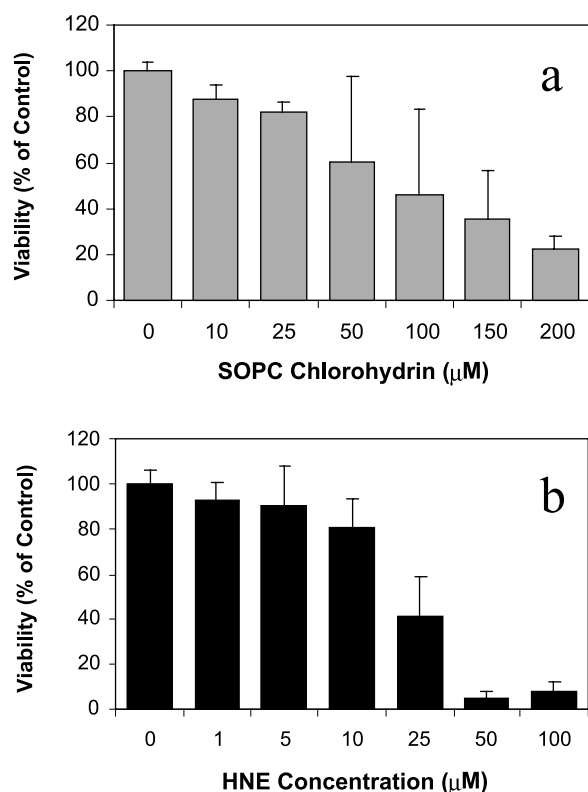 120
100
80
60
40
20
0
Viability (% of Control)
a
0 10 25 50 100 150 200
SOPC Chlorohydrin (μM)
120
100
80
60
40
20
0
Viability (% of Control)
b
0 1 5 10 25 50 100
HNE Concentration (μM)